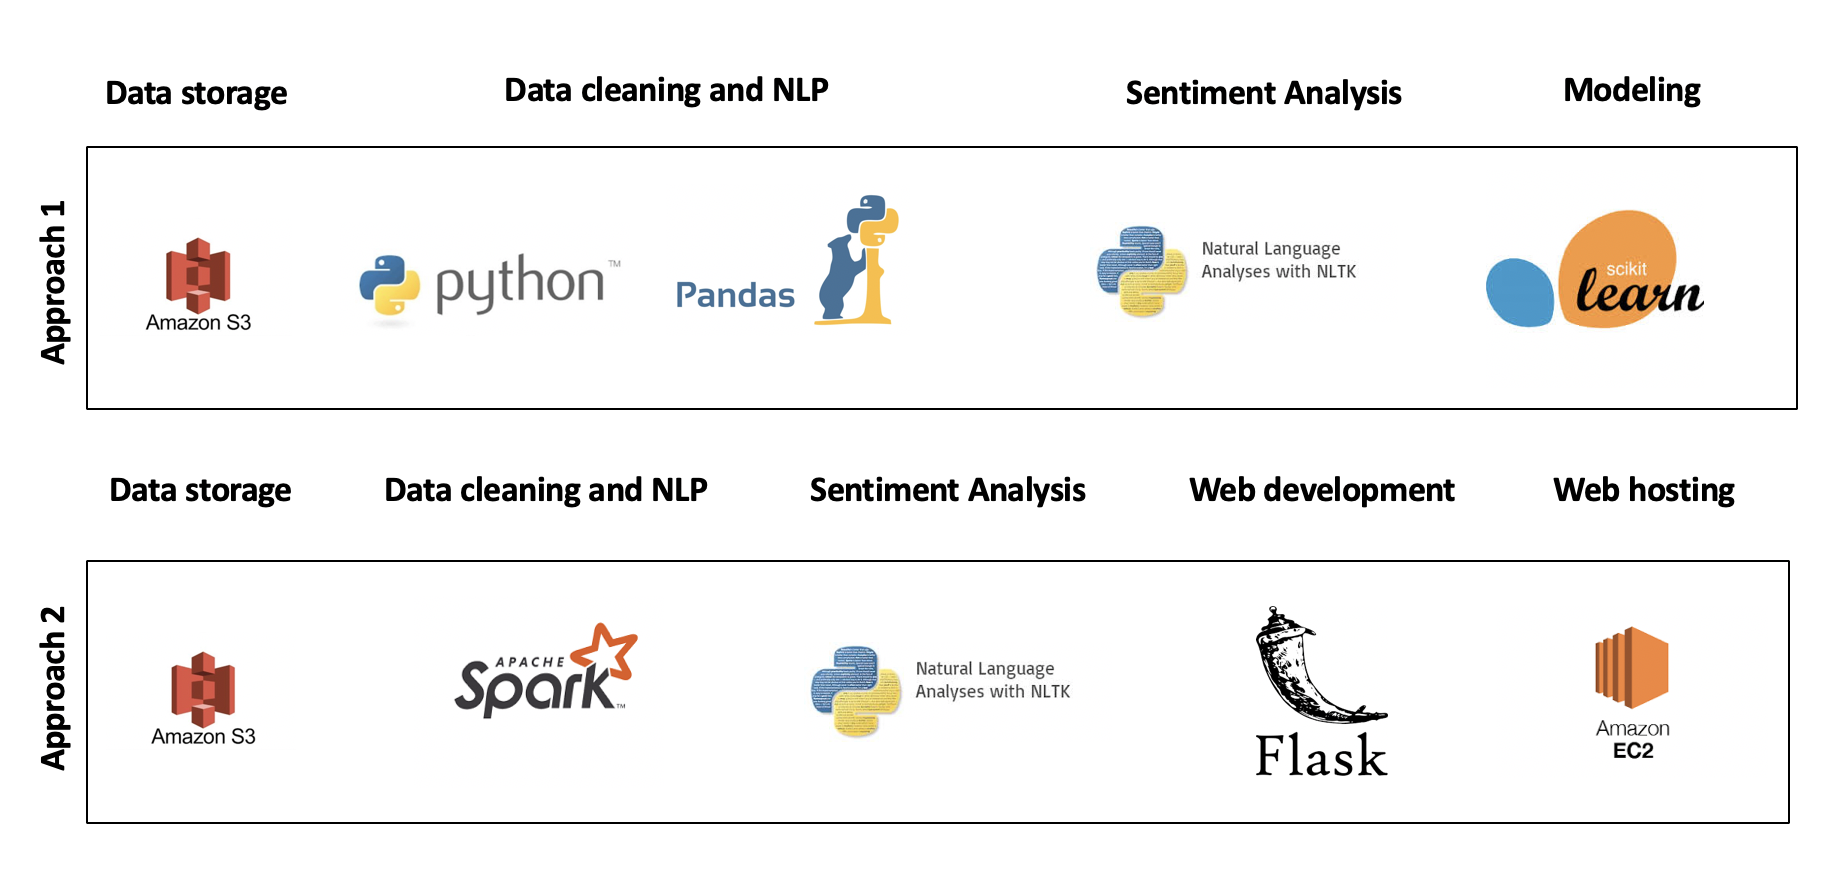 Data storage
Data cleaning and NLP
Sentiment Analysis
Modeling
Approach 1
Amazon S3
python™
Pandas
Natural Language
Analyses with NLTK
scikit
learn
Data storage
Data cleaning and NLP
Sentiment Analysis
Web development
Web hosting
Approach 2
Amazon S3
APACHE
Spark™
Natural Language
Analyses with NLTK
Flask
Amazon
EC2